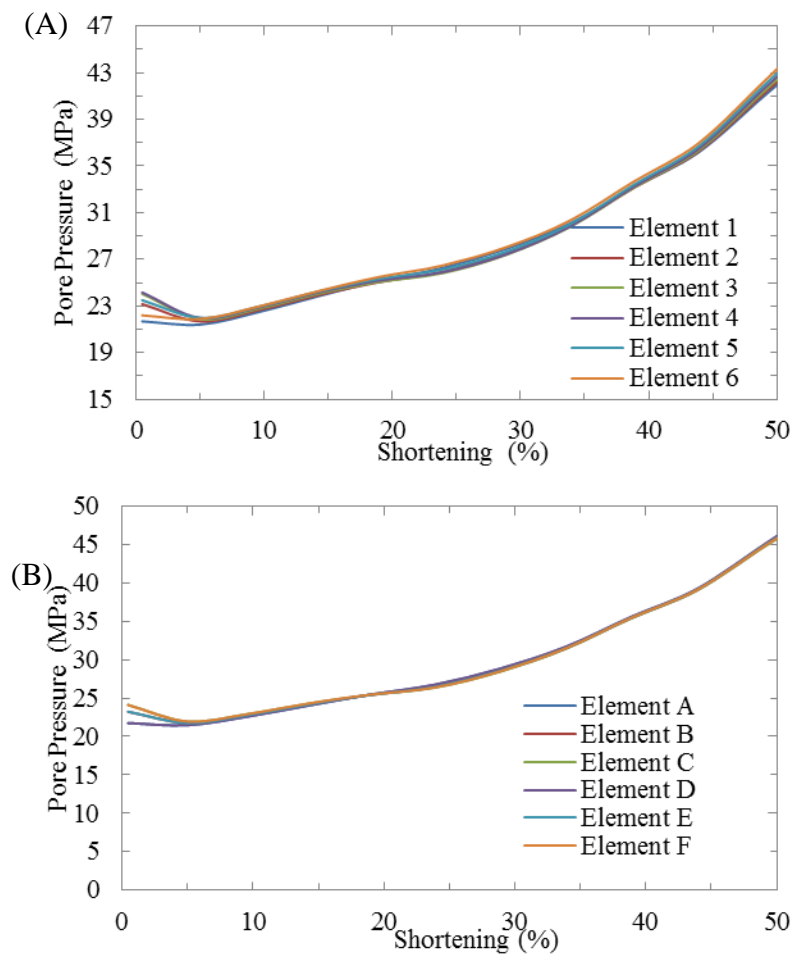 (A)
47
43
39
35
31
27
23
19
15
Pore Pressure (MPa)
Element 1
Element 2
Element 3
Element 4
Element 5
Element 6
0 10 20 30 40 50
Shortening (%)
(B)
50
45
40
35
30
25
20
15
10
5
0
Pore Pressure (MPa)
Element A
Element B
Element C
Element D
Element E
Element F
0 10 20 30 40 50
Shortening (%)